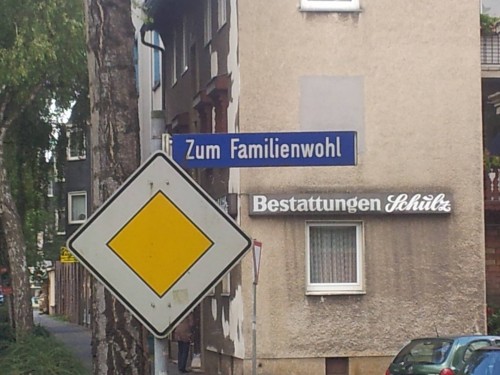 Zum Familienwohl
Bestattungen Schulz